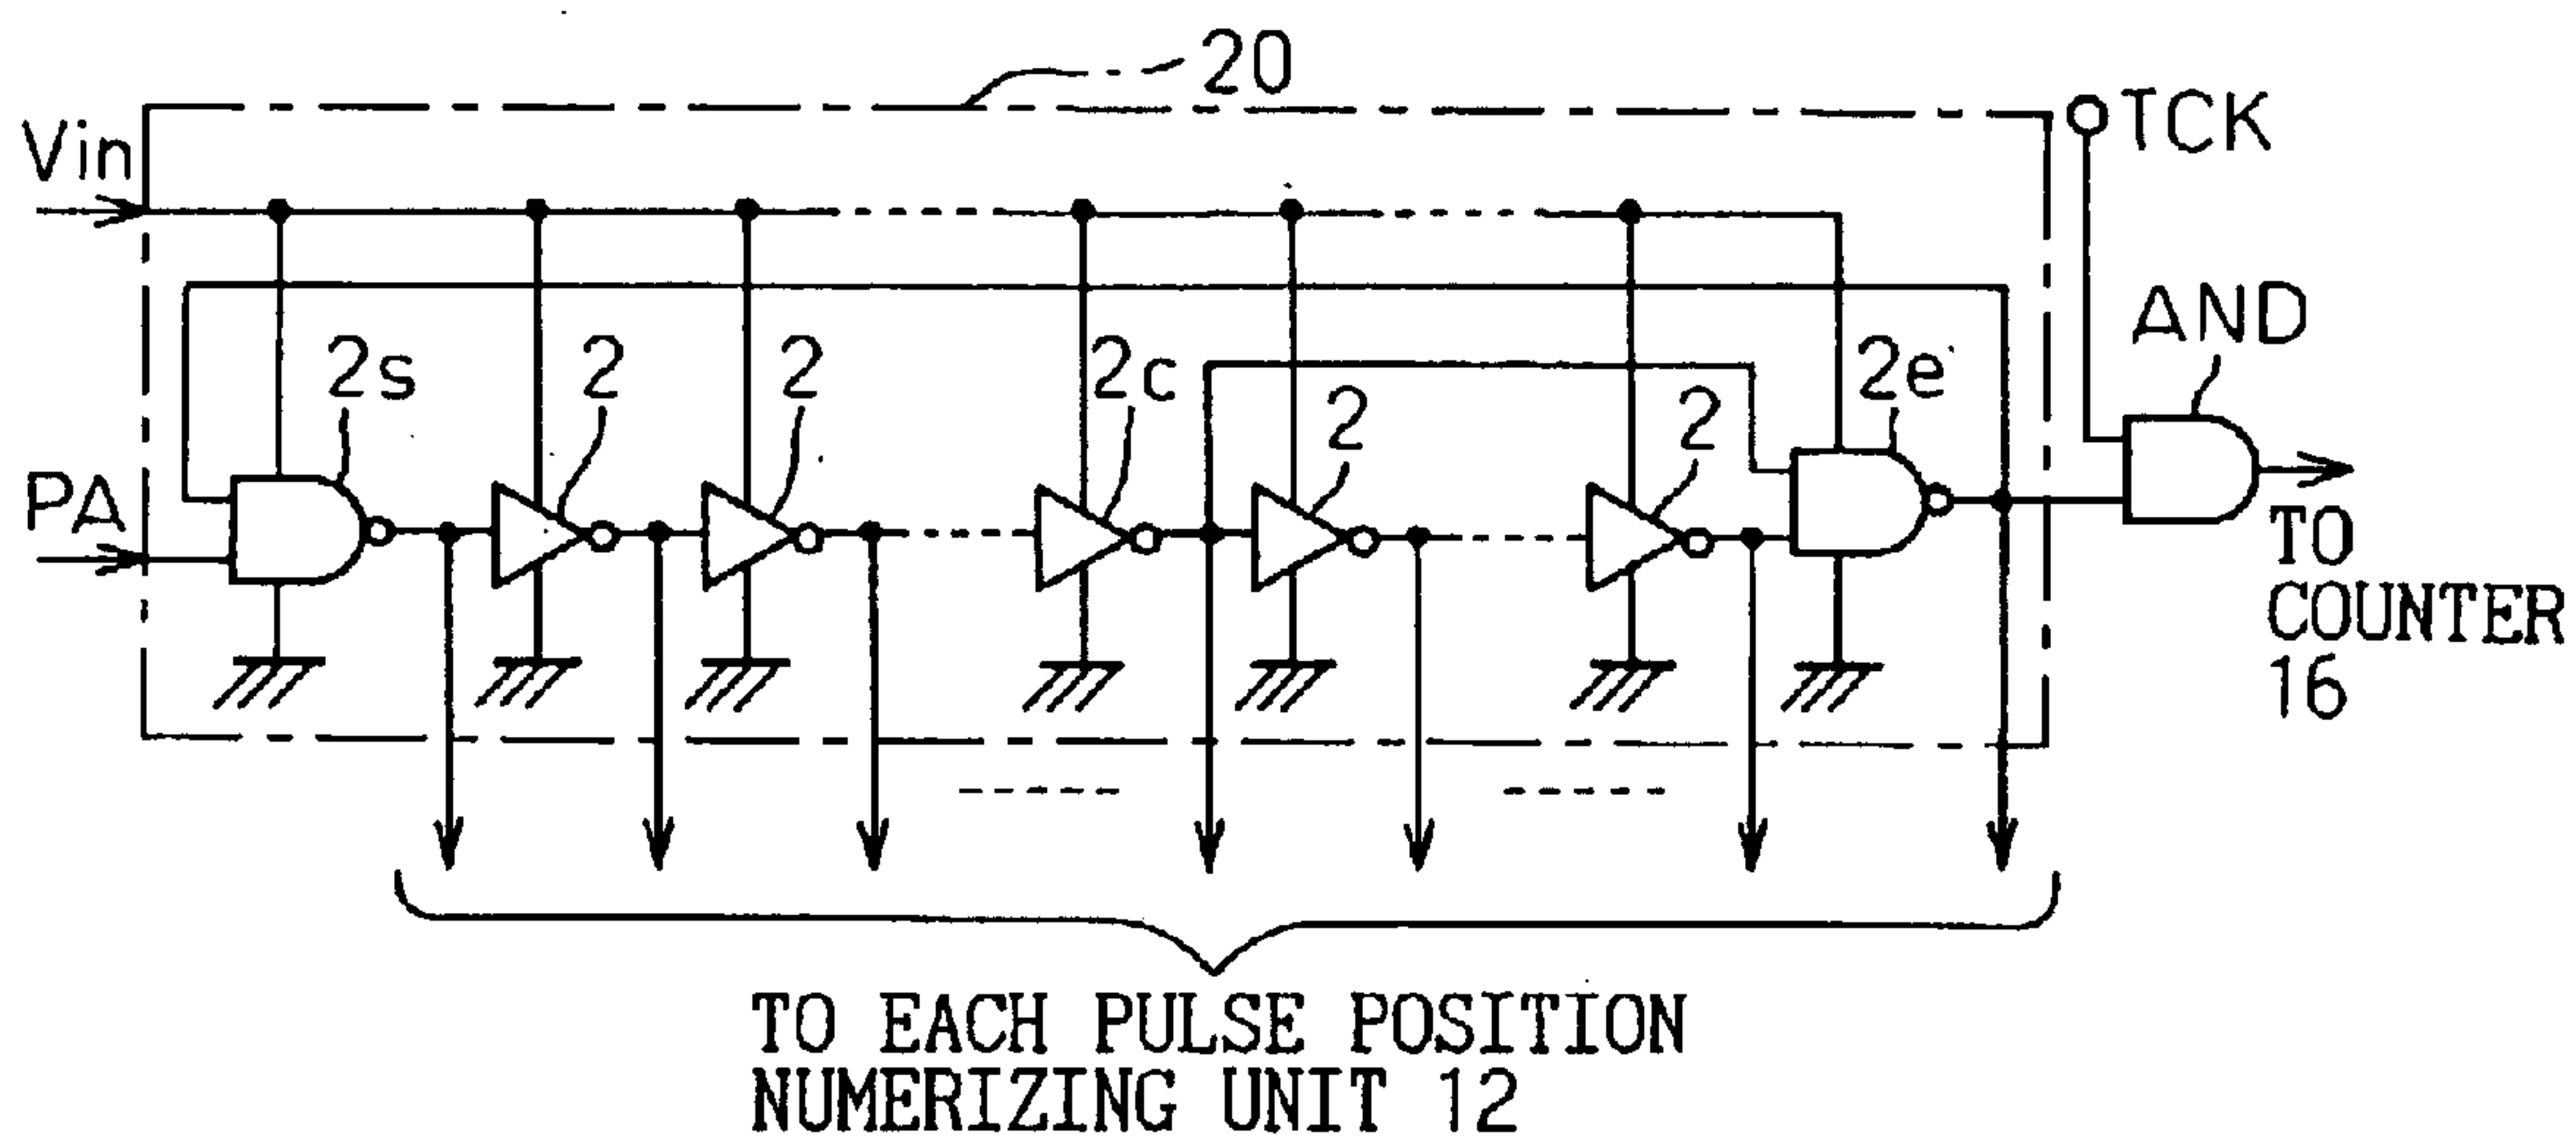 20
TCK
Vin
AND
2s
2
2
2c
2
2
2e
PA
TO
COUNTER
16
TO EACH PULSE POSITION
NUMERIZING UNIT 12